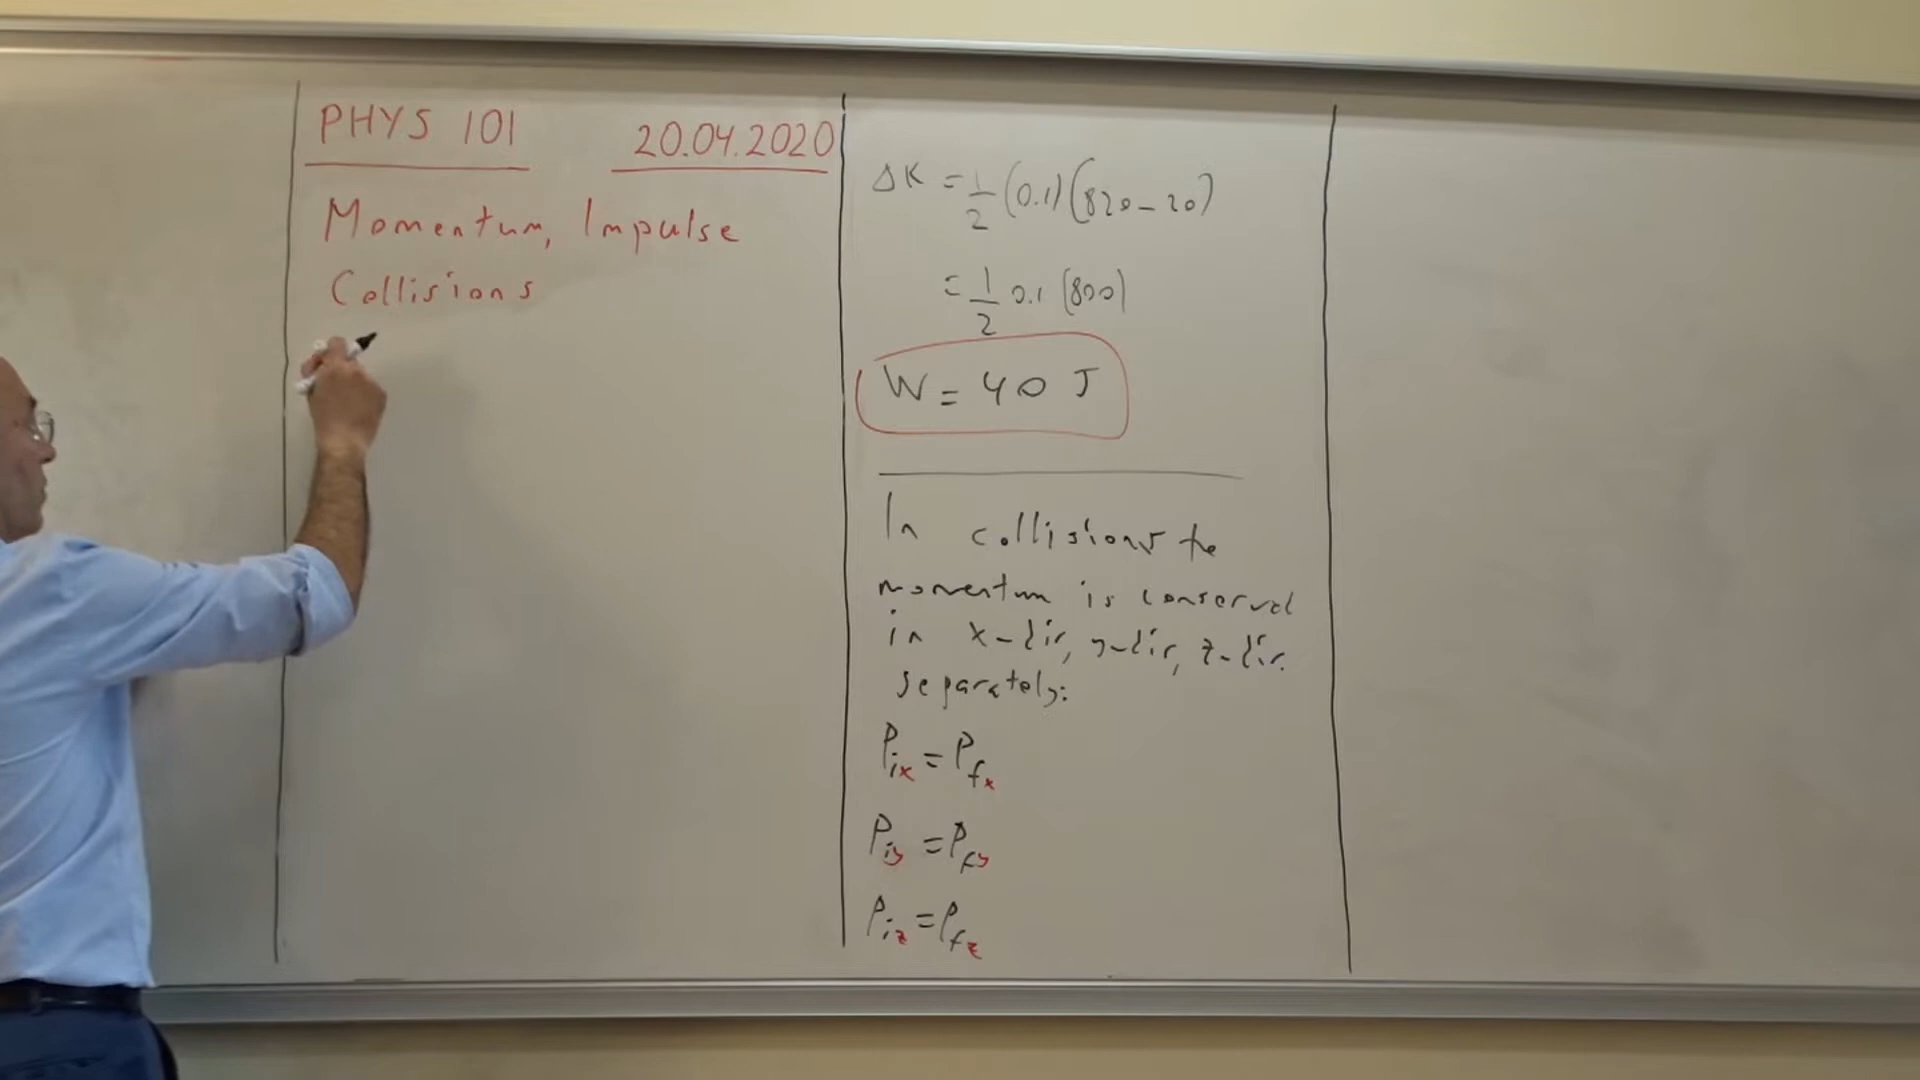 PHYS 101 20.04.2020
Momentum, Impulse
Collisions
ΔK = 1/2 (0.1) (820 - 20)
= 1/2 0.1 (800)
W = 40 J
In collisions the
momentum is conserved
in x-dir, y-dir, z-dir.
separately:
P_ix = P_fx
P_iy = P_fy
P_iz = P_fz